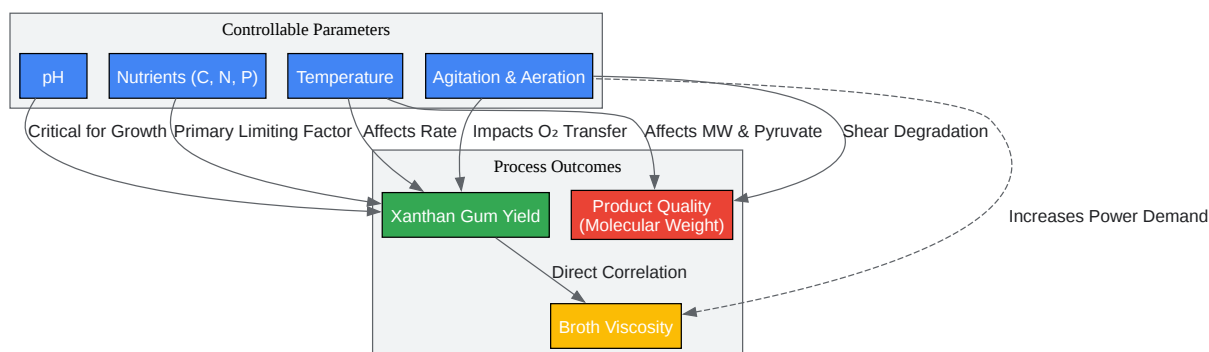 Controllable Parameters
pH
Nutrients (C, N, P)
Temperature
Agitation & Aeration
Critical for Growth
Primary Limiting Factor
Affects Rate
Impacts O₂ Transfer
Affects MW & Pyruvate
Shear Degradation
Process Outcomes
Xanthan Gum Yield
Product Quality
(Molecular Weight)
Increases Power Demand
Direct Correlation
Broth Viscosity